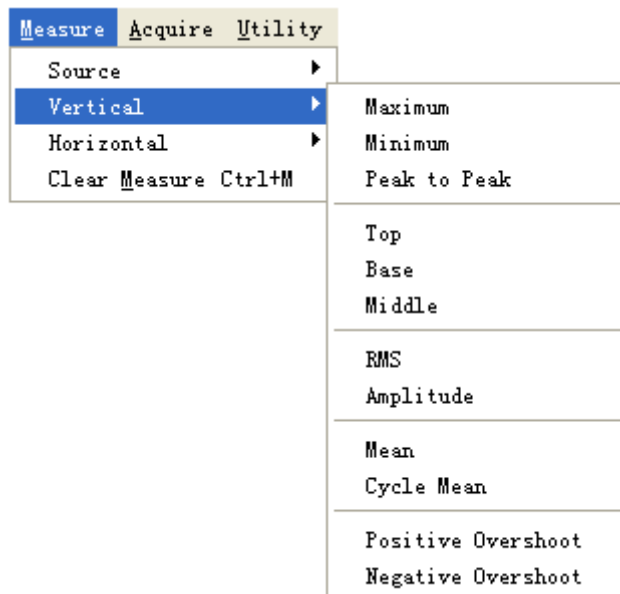 Measure Acquire Utility
Source
Vertical
Horizontal
Clear Measure Ctrl+M
Maximum
Minimum
Peak to Peak
Top
Base
Middle
RMS
Amplitude
Mean
Cycle Mean
Positive Overshoot
Negative Overshoot